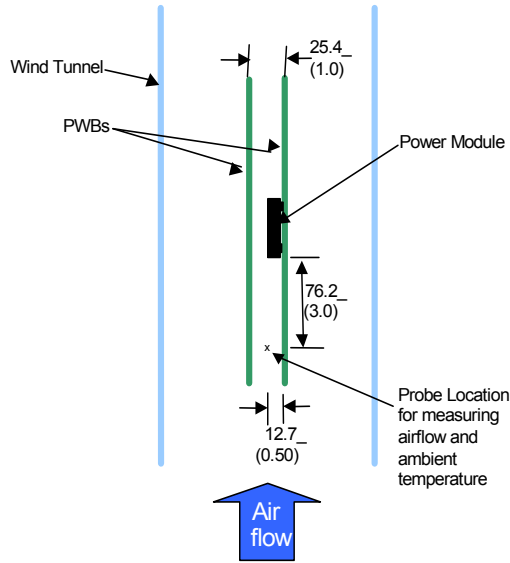 25.4_
(1.0)
Wind Tunnel
PWBs
Power Module
76.2_
(3.0)
x
Probe Location
for measuring
airflow and
ambient
temperature
12.7_
(0.50)
Air
flow